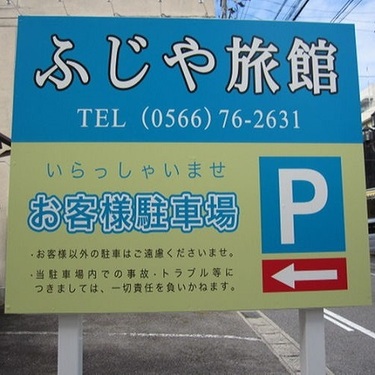 ふじや旅館
TEL (0566) 76-2631
いらっしゃいませ
お客様駐車場
P
・お客様以外の駐車はご遠慮くださいませ。
・当駐車場内での事故・トラブル等に
つきましては、一切責任を負いかねます。